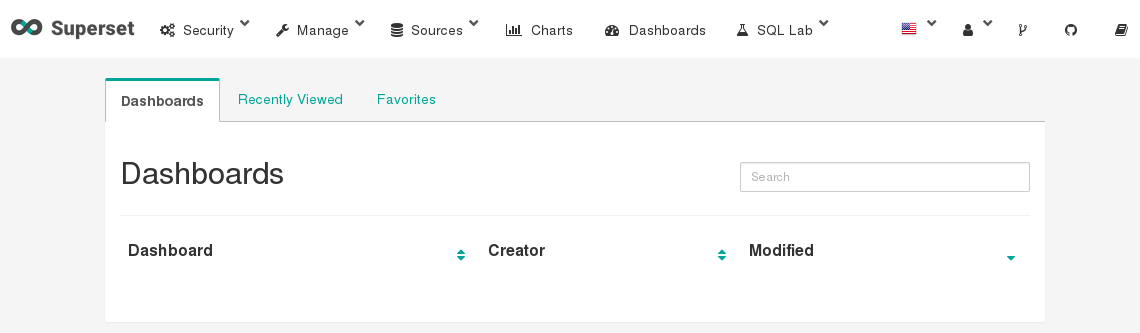 Superset Security Manage Sources Charts Dashboards SQL Lab
Dashboards Recently Viewed Favorites
Dashboards
Search
Dashboard Creator Modified